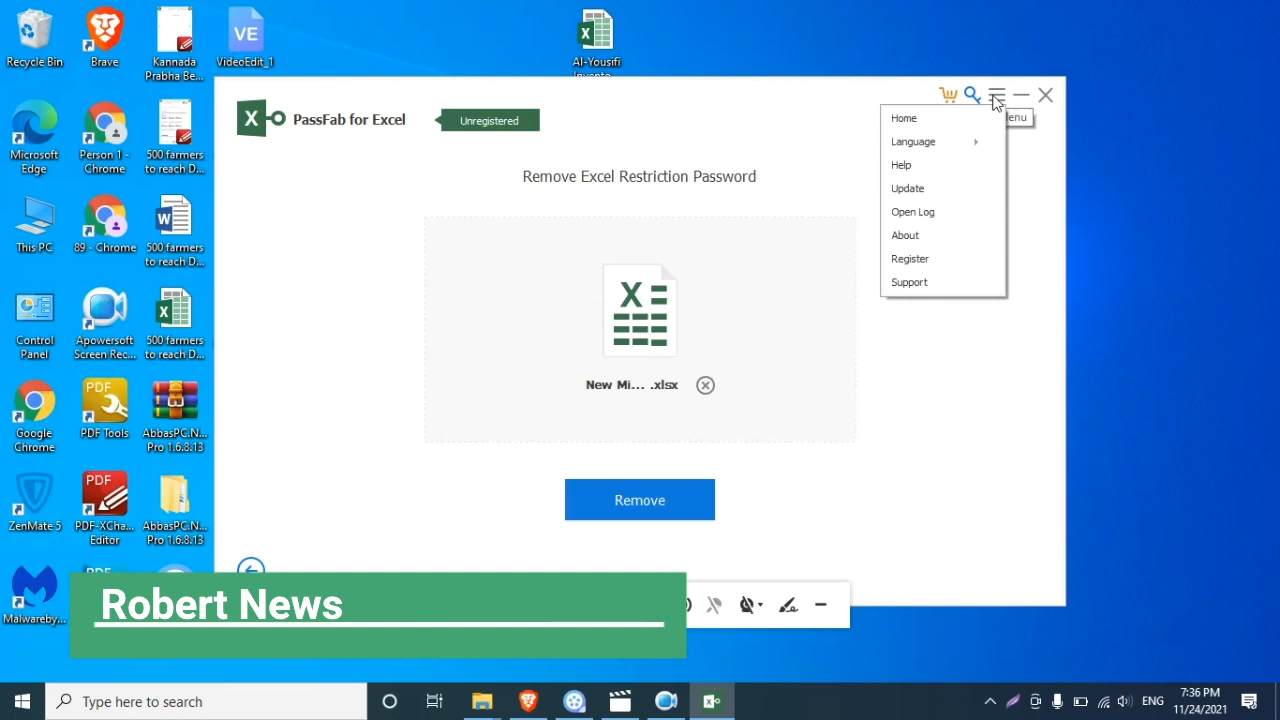 Recycle Bin
Brave
Kannada
Prabha Be...
VE
VideoEdit_1
Al-Yousifi
Invento...
Microsoft
Edge
Person 1 -
Chrome
500 farmers
to reach D...
This PC
89 - Chrome
500 farmers
to reach D...
Control
Panel
Apowersoft
Screen Rec...
500 farmers
to reach D...
Google
Chrome
PDF
PDF Tools
AbbasPC.N...
Pro 1.6.8.13
ZenMate 5
PDF
PDF-XCha...
Editor
AbbasPC.N...
Pro 1.6.8.13
Malwareby...
PassFab for Excel
Unregistered
Remove Excel Restriction Password
New Mi... .xlsx
Remove
Home
Language
Help
Update
Open Log
About
Register
Support
Robert News
Type here to search
ENG
7:36 PM
11/24/2021